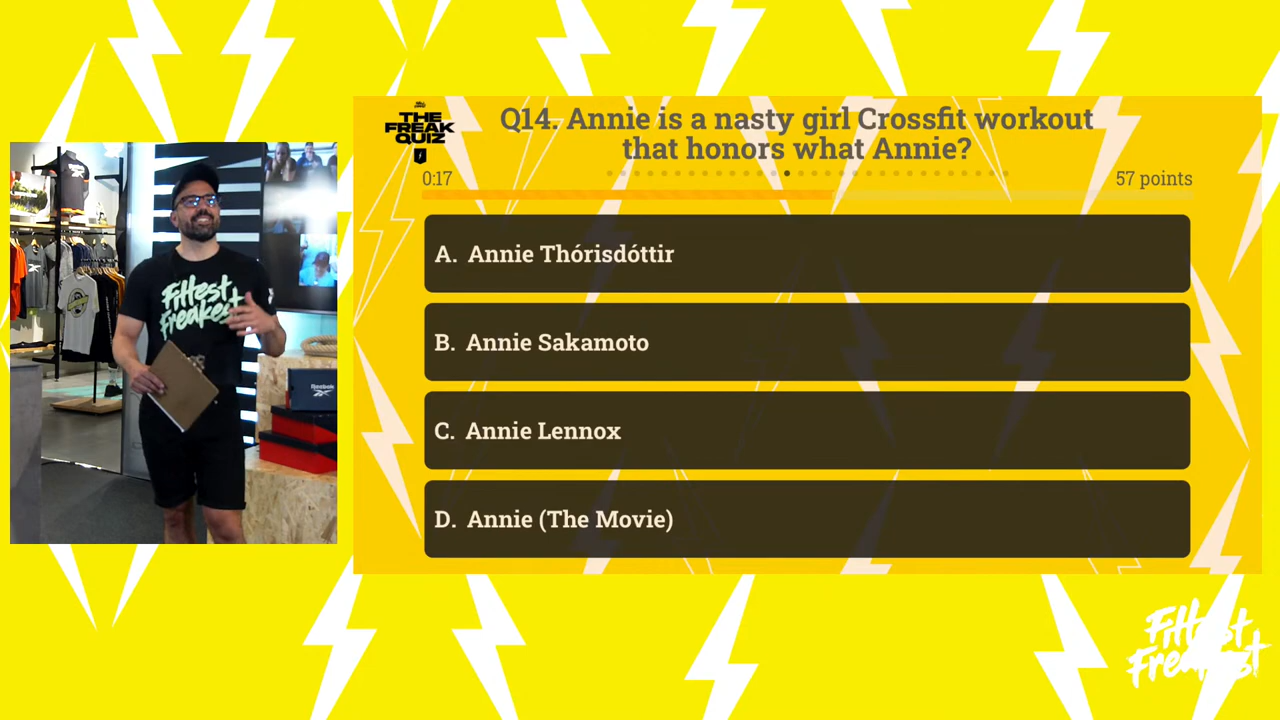 THE
FREAK
QUIZ
Q14. Annie is a nasty girl Crossfit workout
that honors what Annie?
0:17
57 points
A. Annie Thórisdóttir
B. Annie Sakamoto
C. Annie Lennox
D. Annie (The Movie)
Fittest
Freakest
Reebok
Fittest
Freakest